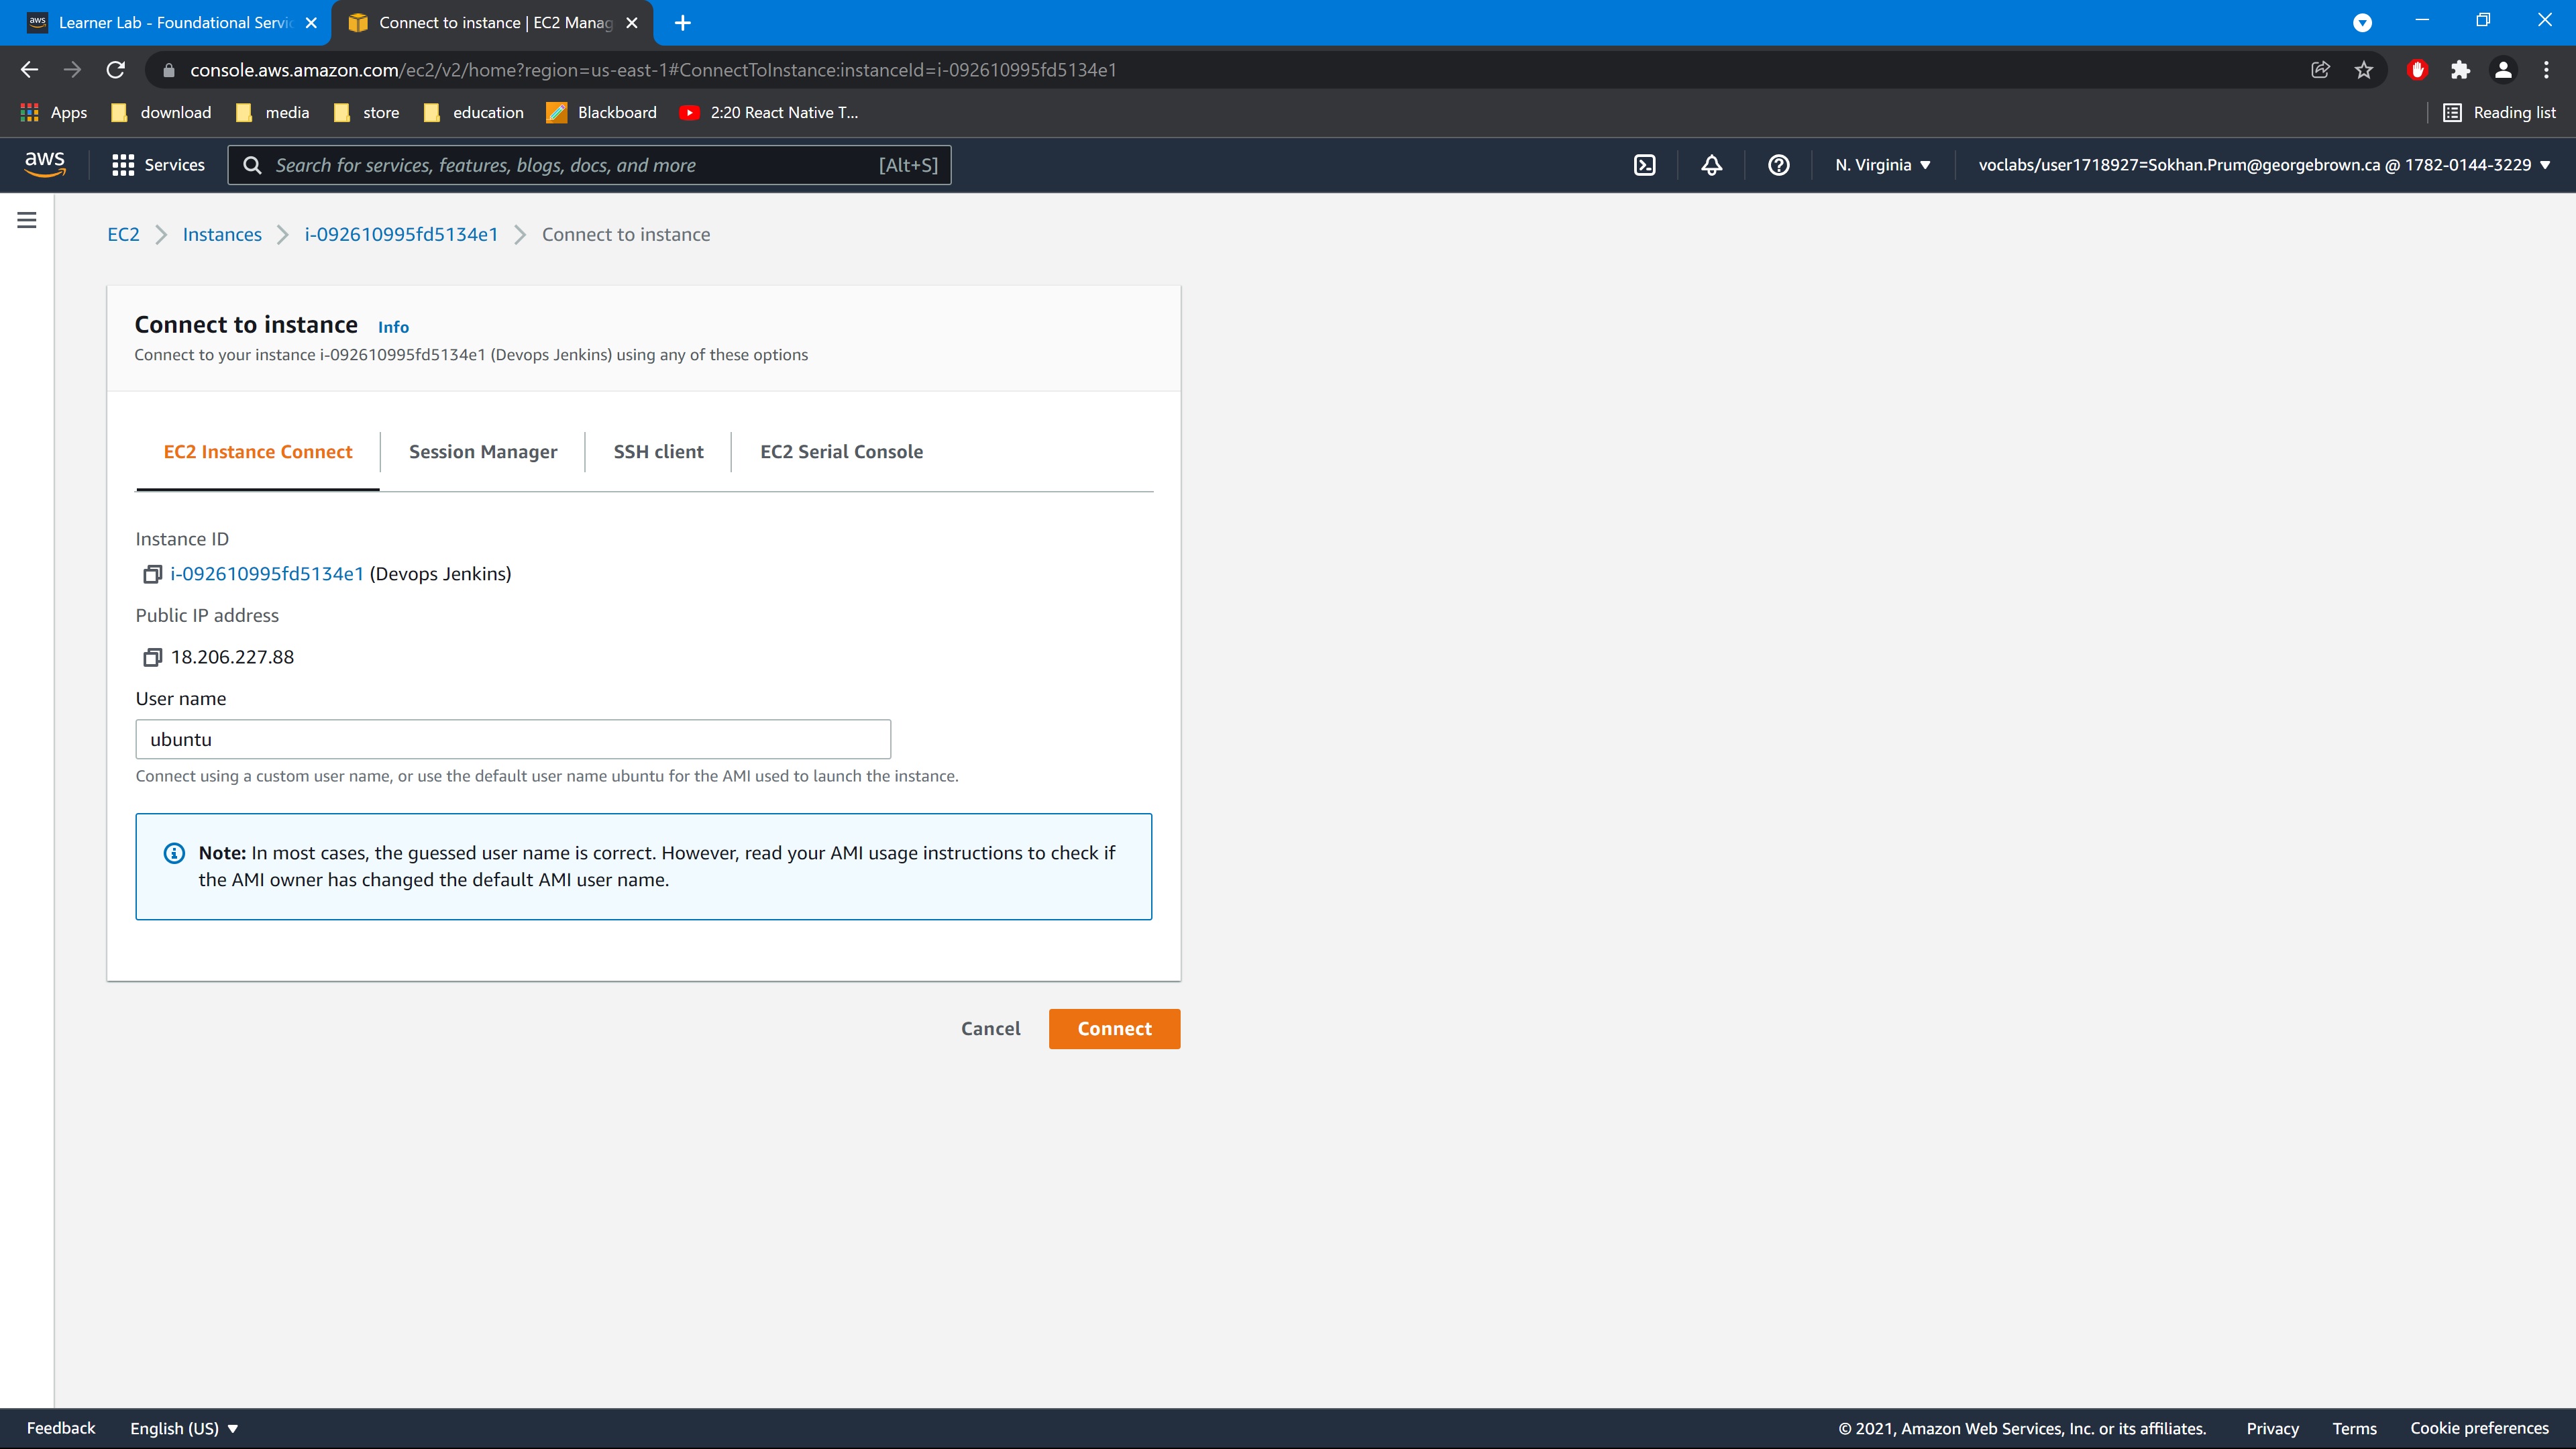 aws Learner Lab - Foundational Servi
Connect to instance | EC2 Manag
console.aws.amazon.com/ec2/v2/home?region=us-east-1#ConnectToInstance:instanceId=i-092610995fd5134e1
Apps download media store education Blackboard 2:20 React Native T... Reading list
aws Services Search for services, features, blogs, docs, and more [Alt+S] N. Virginia ▼ voclabs/user1718927=Sokhan.Prum@georgebrown.ca @ 1782-0144-3229 ▼
EC2 > Instances > i-092610995fd5134e1 > Connect to instance
Connect to instance Info
Connect to your instance i-092610995fd5134e1 (Devops Jenkins) using any of these options
EC2 Instance Connect Session Manager SSH client EC2 Serial Console
Instance ID
i-092610995fd5134e1 (Devops Jenkins)
Public IP address
18.206.227.88
User name
ubuntu
Connect using a custom user name, or use the default user name ubuntu for the AMI used to launch the instance.
Note: In most cases, the guessed user name is correct. However, read your AMI usage instructions to check if
the AMI owner has changed the default AMI user name.
Cancel Connect
Feedback English (US) ▼ © 2021, Amazon Web Services, Inc. or its affiliates. Privacy Terms Cookie preferences